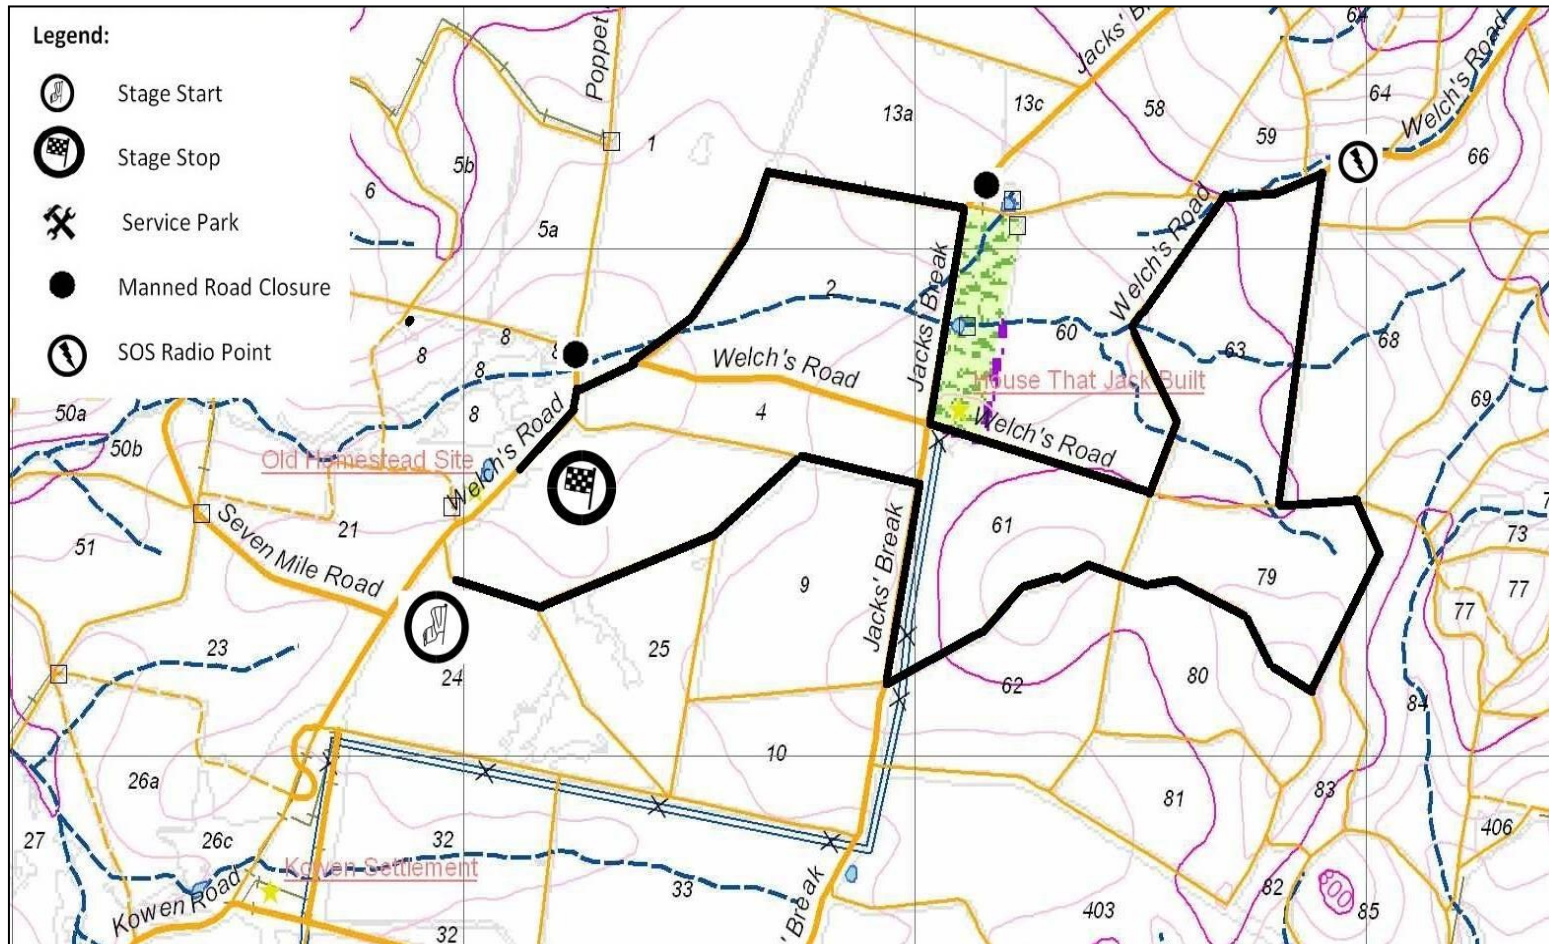 Legend:
Stage Start
Stage Stop
Service Park
Manned Road Closure
SOS Radio Point
Poppet
Jacks' B
Welch's Road
64
64
13a
13c
58
59
66
1
5b
6
5a
Welch's Road
Jacks' Break
2
60
63
68
8
8
8
8
Welch's Road
House That Jack Built
69
50a
50b
4
Welch's Road
Welch's Road
Old Homestead Site
21
51
Seven Mile Road
61
73
77
77
79
9
Jacks' Break
23
25
24
62
80
84
10
26a
81
83
27
26c
32
406
Kowen Settlement
33
82
85
403
Kowen Road
32
' Break